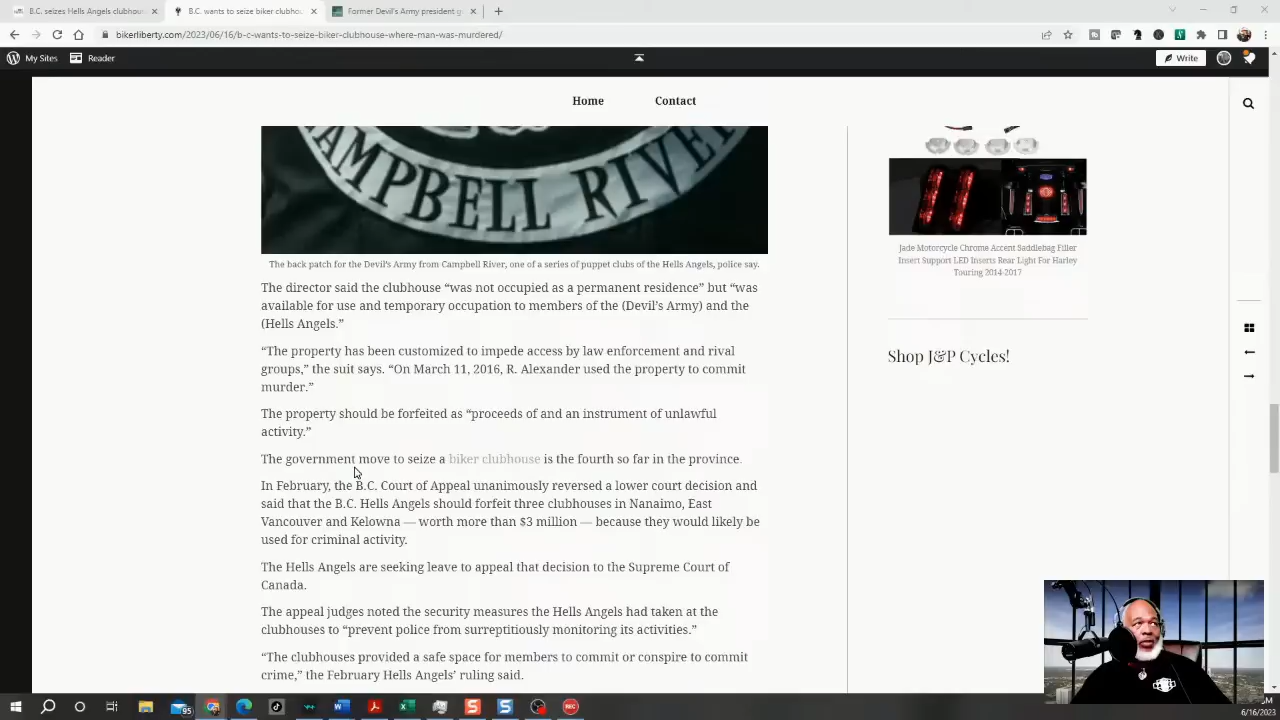 B.C. seizes Hells Angels clubhou
B.C. wants to seize biker clubhou
Former Devil's Army president g
bikerliberty.com/2023/06/16/b-c-wants-to-seize-biker-clubhouse-where-man-was-murdered/
My Sites
Reader
Write
Home
Contact
CAMPBELL RIVER
The back patch for the Devil's Army from Campbell River, one of a series of puppet clubs of the Hells Angels, police say.
The director said the clubhouse “was not occupied as a permanent residence” but “was
available for use and temporary occupation to members of the (Devil's Army) and the
(Hells Angels.”
“The property has been customized to impede access by law enforcement and rival
groups,” the suit says. “On March 11, 2016, R. Alexander used the property to commit
murder.”
The property should be forfeited as “proceeds of and an instrument of unlawful
activity.”
The government move to seize a biker clubhouse is the fourth so far in the province.
In February, the B.C. Court of Appeal unanimously reversed a lower court decision and
said that the B.C. Hells Angels should forfeit three clubhouses in Nanaimo, East
Vancouver and Kelowna — worth more than $3 million — because they would likely be
used for criminal activity.
The Hells Angels are seeking leave to appeal that decision to the Supreme Court of
Canada.
The appeal judges noted the security measures the Hells Angels had taken at the
clubhouses to “prevent police from surreptitiously monitoring its activities.”
“The clubhouses provided a safe space for members to commit or conspire to commit
crime,” the February Hells Angels' ruling said.
Jade Motorcycle Chrome Accent Saddlebag Filler
Insert Support LED Inserts Rear Light For Harley
Touring 2014-2017
Shop J&P Cycles!
95
REC
6/16/2023